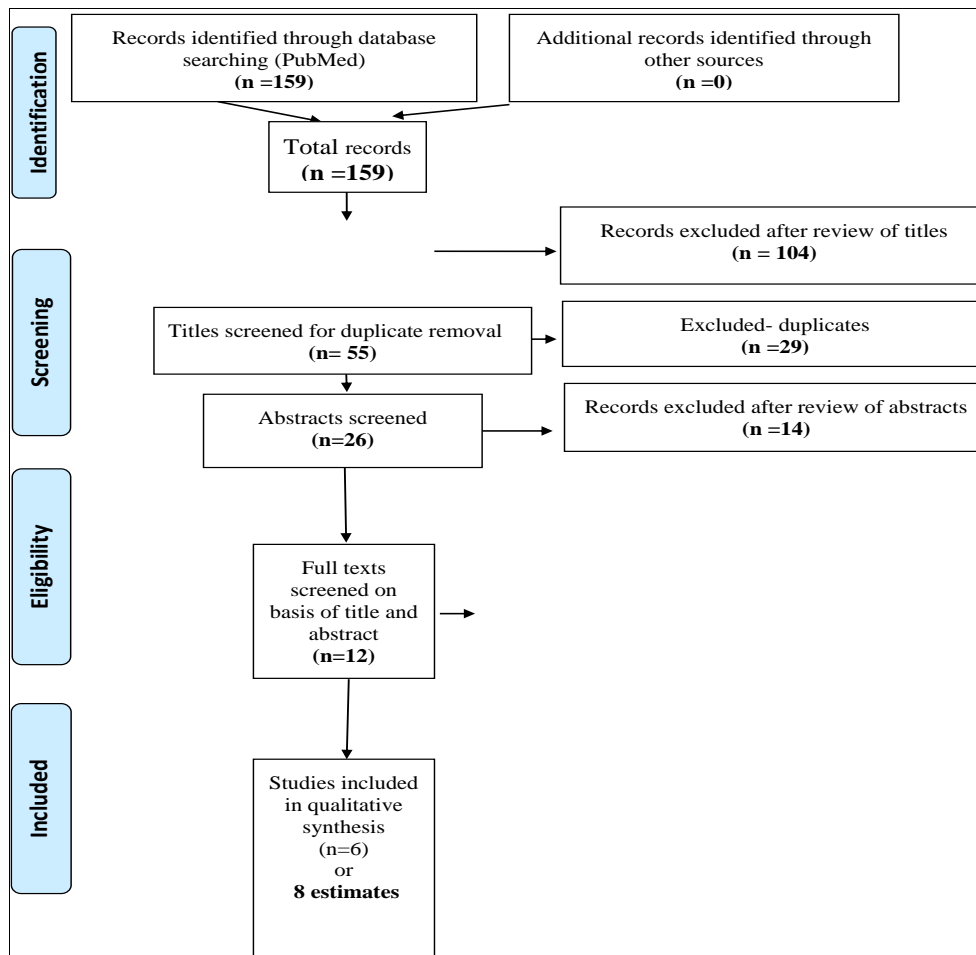 Identification
Records identified through database
searching (PubMed)
(n =159)
Additional records identified through
other sources
(n =0)
Total records
(n =159)
Screening
Records excluded after review of titles
(n = 104)
Titles screened for duplicate removal
(n= 55)
Excluded- duplicates
(n =29)
Abstracts screened
(n=26)
Records excluded after review of abstracts
(n =14)
Eligibility
Full texts
screened on
basis of title and
abstract
(n=12)
Included
Studies included
in qualitative
synthesis
(n=6)
or
8 estimates